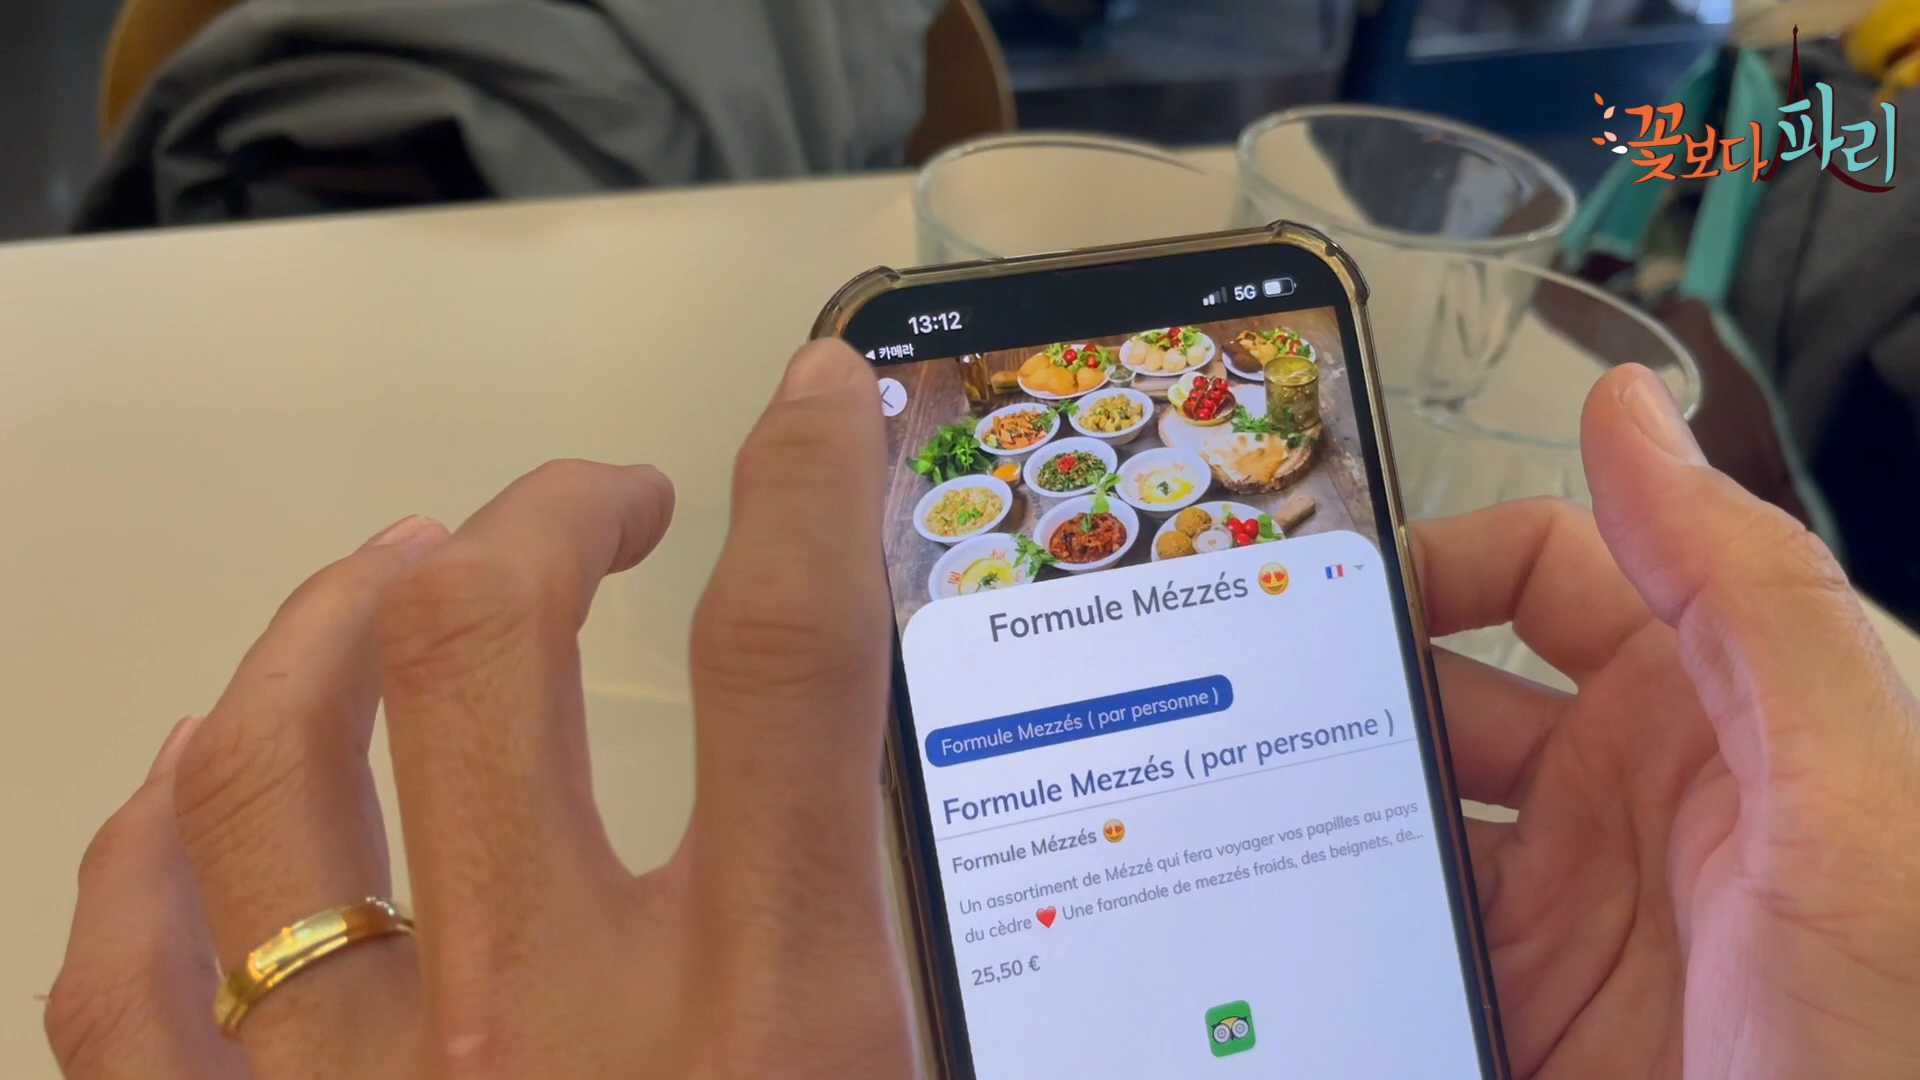 꽃보다 파리
13:12
5G
◀ 카메라
Formule Mézzés 😍
Formule Mezzés ( par personne )
Formule Mezzés ( par personne )
Formule Mézzés 😍
Un assortiment de Mézzé qui fera voyager vos papilles au pays
du cèdre ❤️ Une farandole de mezzés froids, des beignets, de...
25,50 €